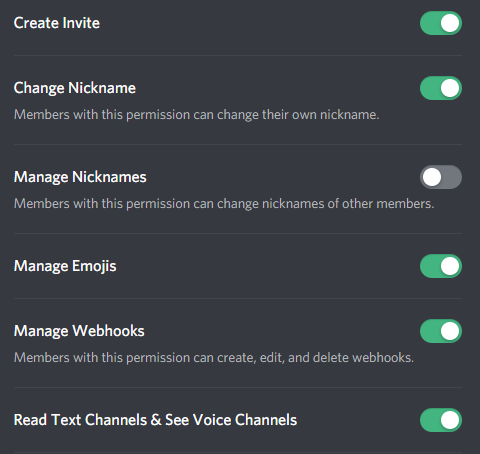 Create Invite
Change Nickname
Members with this permission can change their own nickname.
Manage Nicknames
Members with this permission can change nicknames of other members.
Manage Emojis
Manage Webhooks
Members with this permission can create, edit, and delete webhooks.
Read Text Channels & See Voice Channels